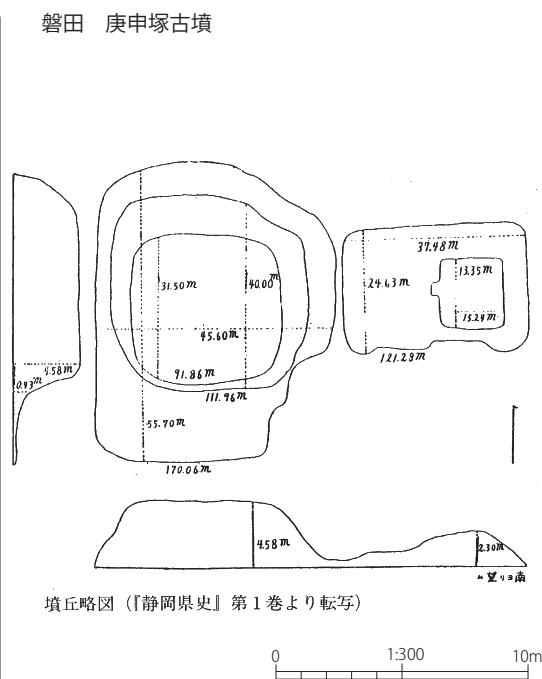 磐田 庚申塚古墳
37.48m
24.63m
13.35m
15.24m
121.29m
31.50m
40.00m
45.60m
91.86m
111.96m
55.70m
170.06m
4.58m
0.43m
4.58m
2.30m
南ヨリ望ム
墳丘略図(『静岡県史』第1巻より転写)
0 1:300 10m